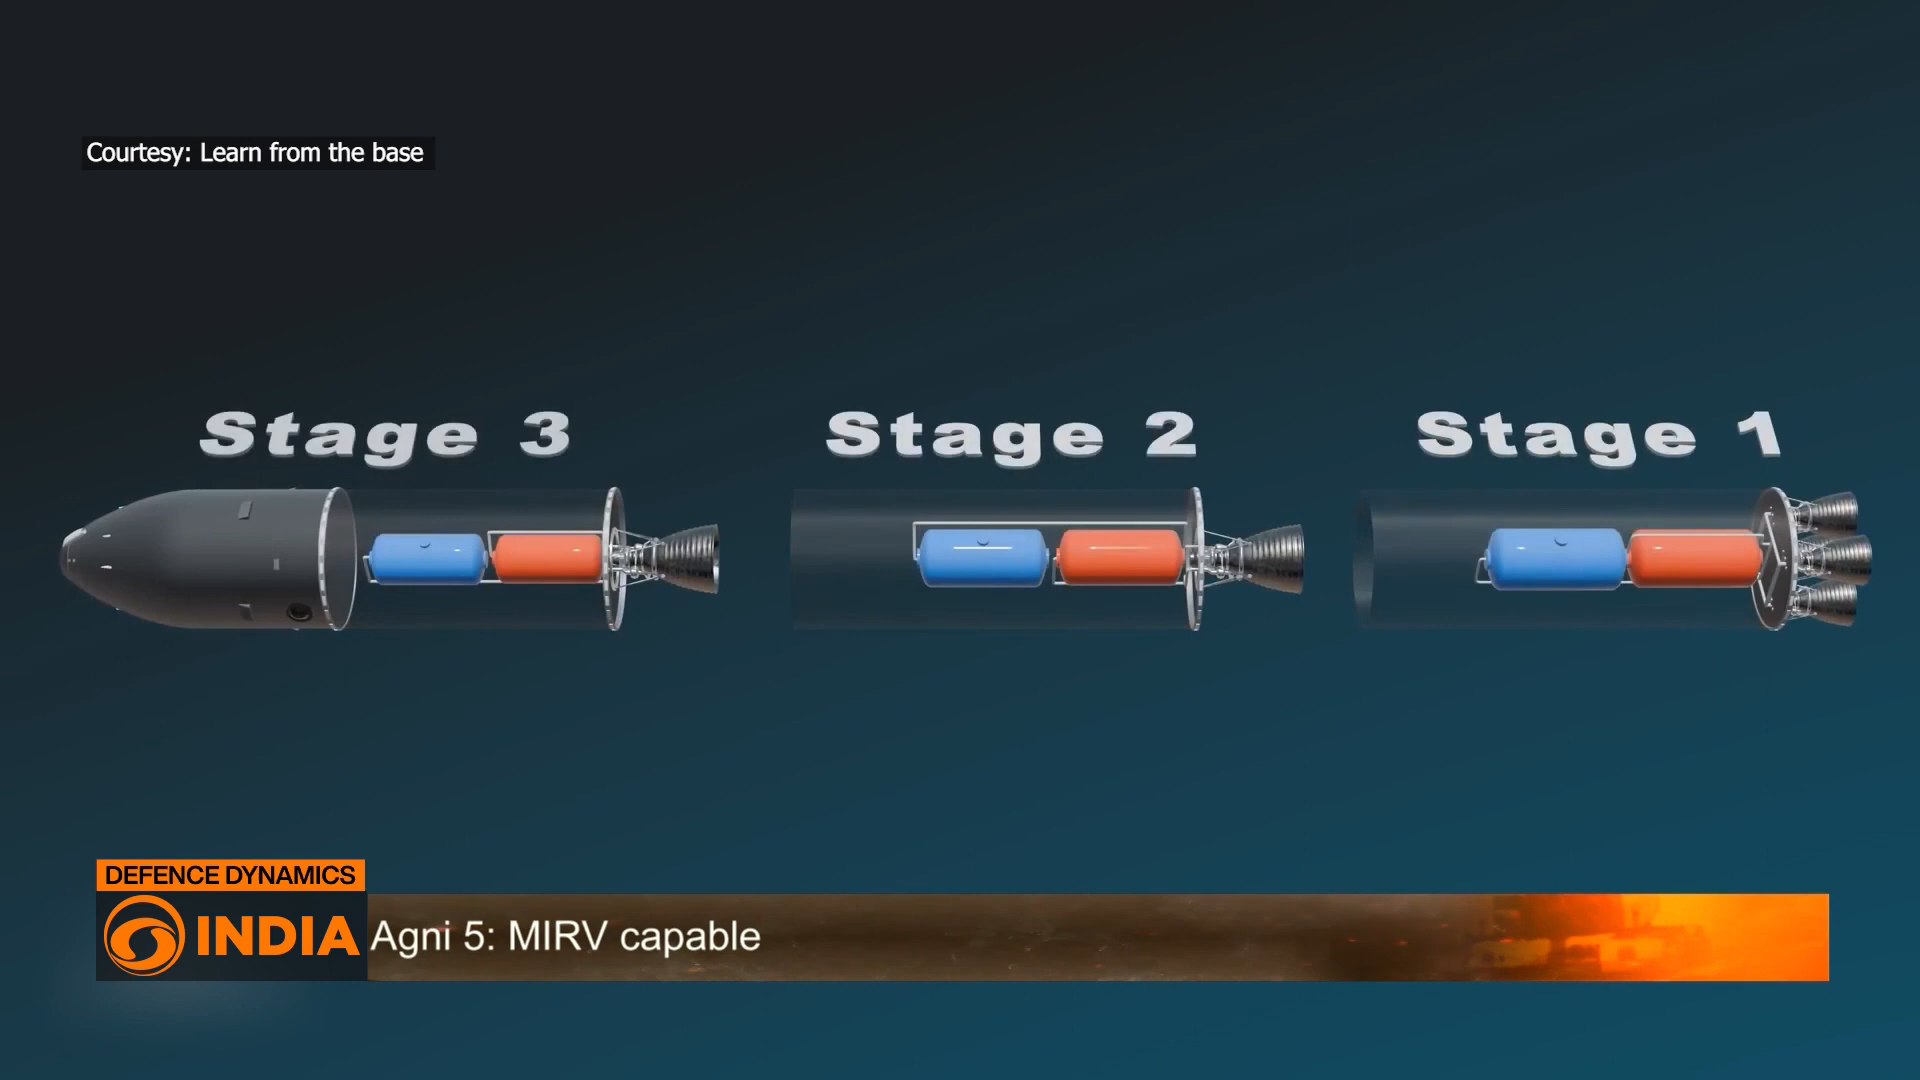 Courtesy: Learn from the base
Stage 3
Stage 2
Stage 1
DEFENCE DYNAMICS
INDIA
Agni 5: MIRV capable